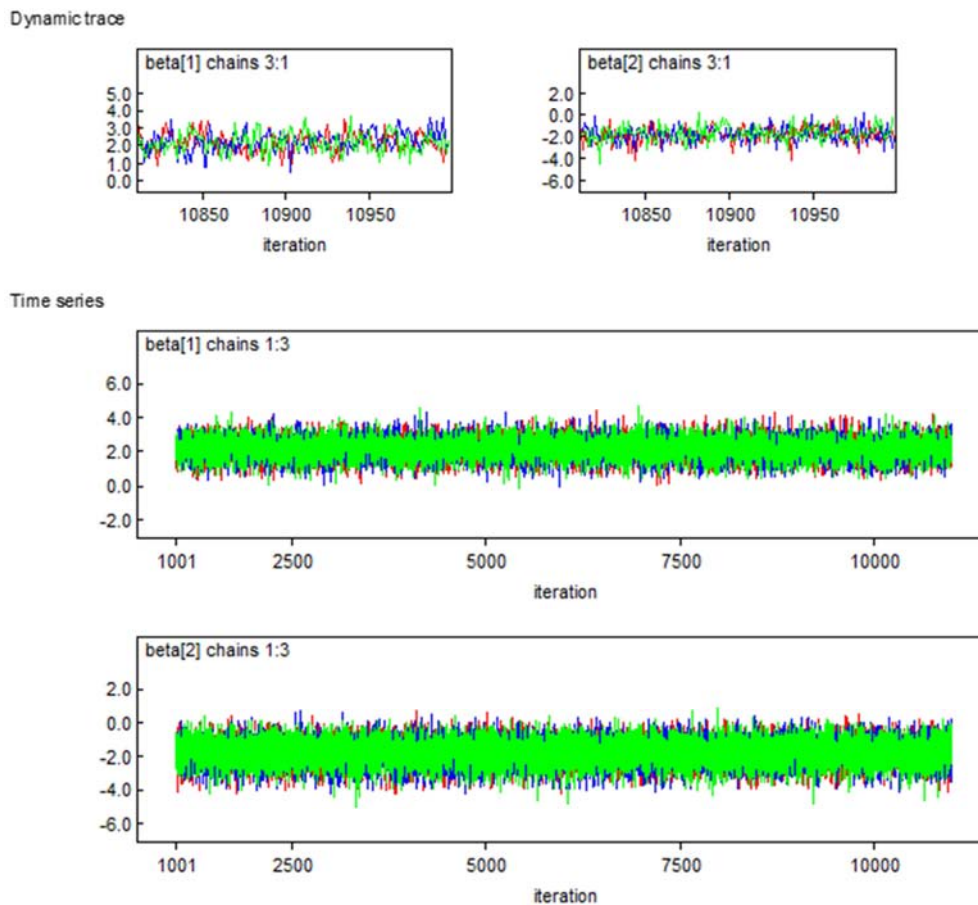 Dynamic trace
beta[1] chains 3:1
5.0
4.0
3.0
2.0
1.0
0.0
10850 10900 10950
iteration
beta[2] chains 3:1
2.0
0.0
-2.0
-4.0
-6.0
10850 10900 10950
iteration
Time series
beta[1] chains 1:3
6.0
4.0
2.0
0.0
-2.0
1001 2500 5000 7500 10000
iteration
beta[2] chains 1:3
2.0
0.0
-2.0
-4.0
-6.0
1001 2500 5000 7500 10000
iteration